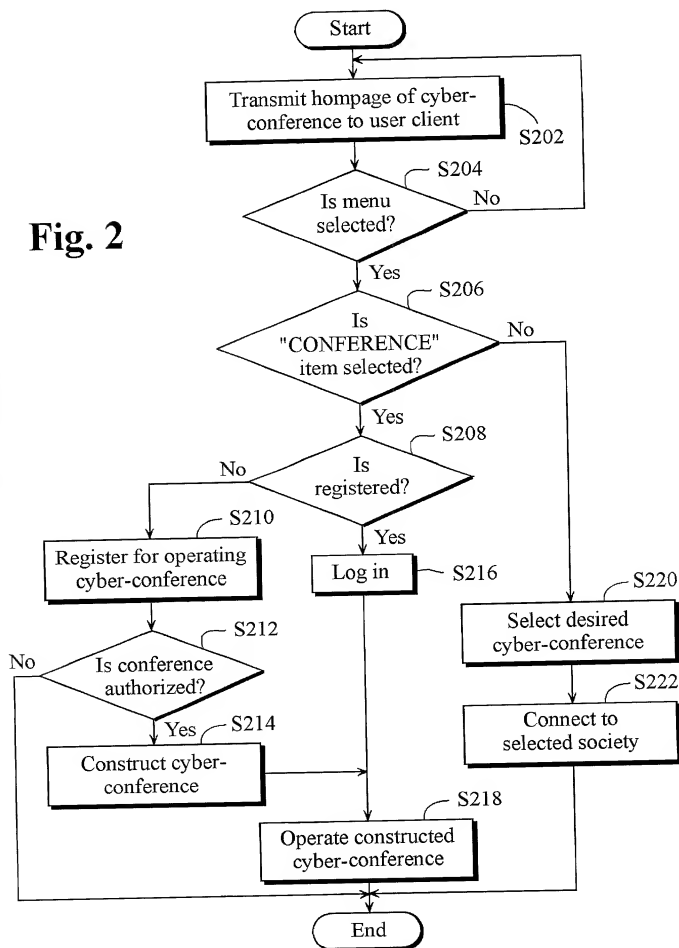 Start
Transmit hompage of cyber-
conference to user client
S202
S204
Is menu
selected?
No
Fig. 2
Yes
S206
Is
"CONFERENCE"
item selected?
No
Yes
S208
Is
registered?
No
Yes
S210
Register for operating
cyber-conference
Log in
S216
S220
Select desired
cyber-conference
S212
Is conference
authorized?
No
Yes
S222
Connect to
selected society
S214
Construct cyber-
conference
S218
Operate constructed
cyber-conference
End